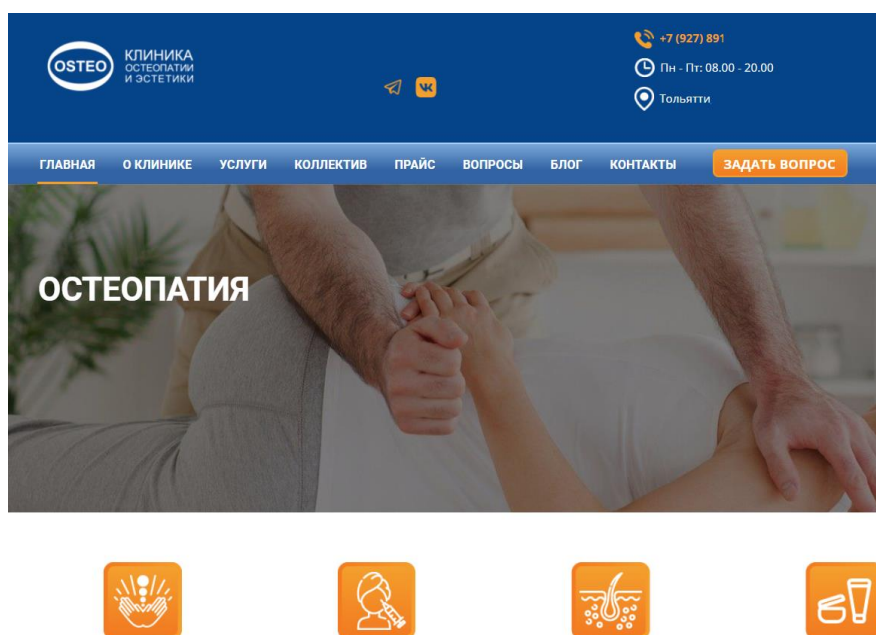 OSTEO
КЛИНИКА
ОСТЕОПАТИИ
И ЭСТЕТИКИ
+7 (927) 891
Пн - Пт: 08.00 - 20.00
Тольятти
ГЛАВНАЯ О КЛИНИКЕ УСЛУГИ КОЛЛЕКТИВ ПРАЙС ВОПРОСЫ БЛОГ КОНТАКТЫ ЗАДАТЬ ВОПРОС
ОСТЕОПАТИЯ